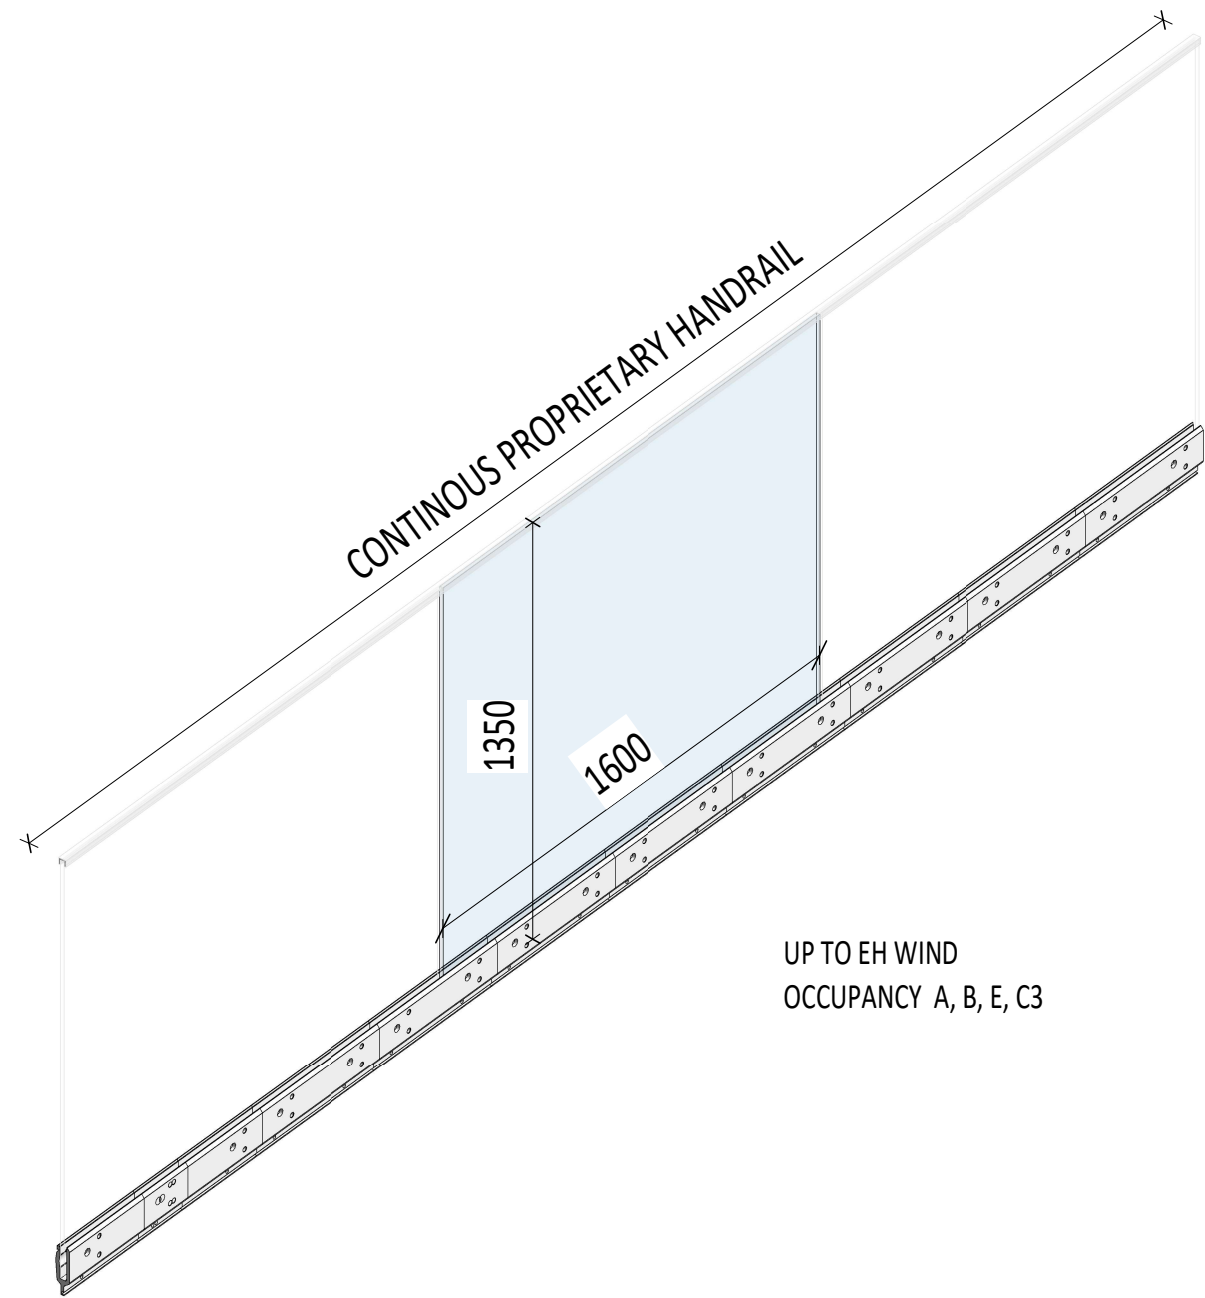 CONTINOUS PROPRIETARY HANDRAIL
1350
1600
UP TO EH WIND
OCCUPANCY A, B, E, C3